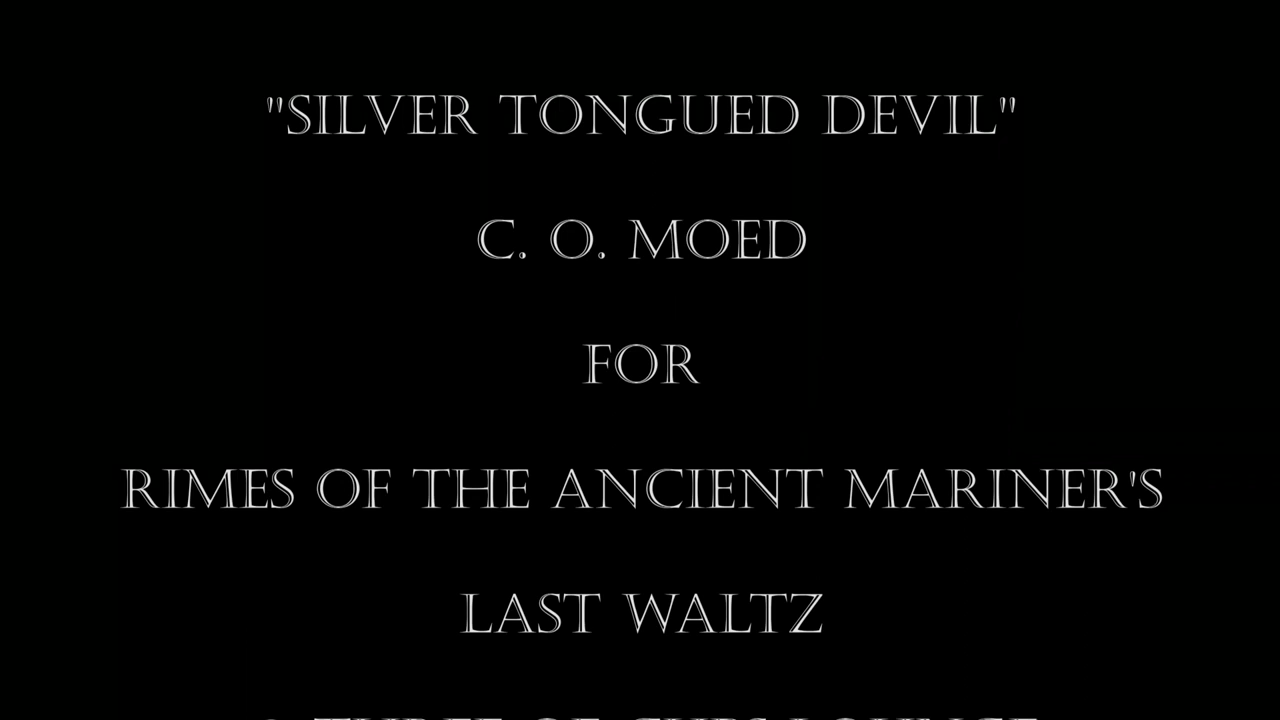 "SILVER TONGUED DEVIL"
C. O. MOED
FOR
RIMES OF THE ANCIENT MARINER'S
LAST WALTZ